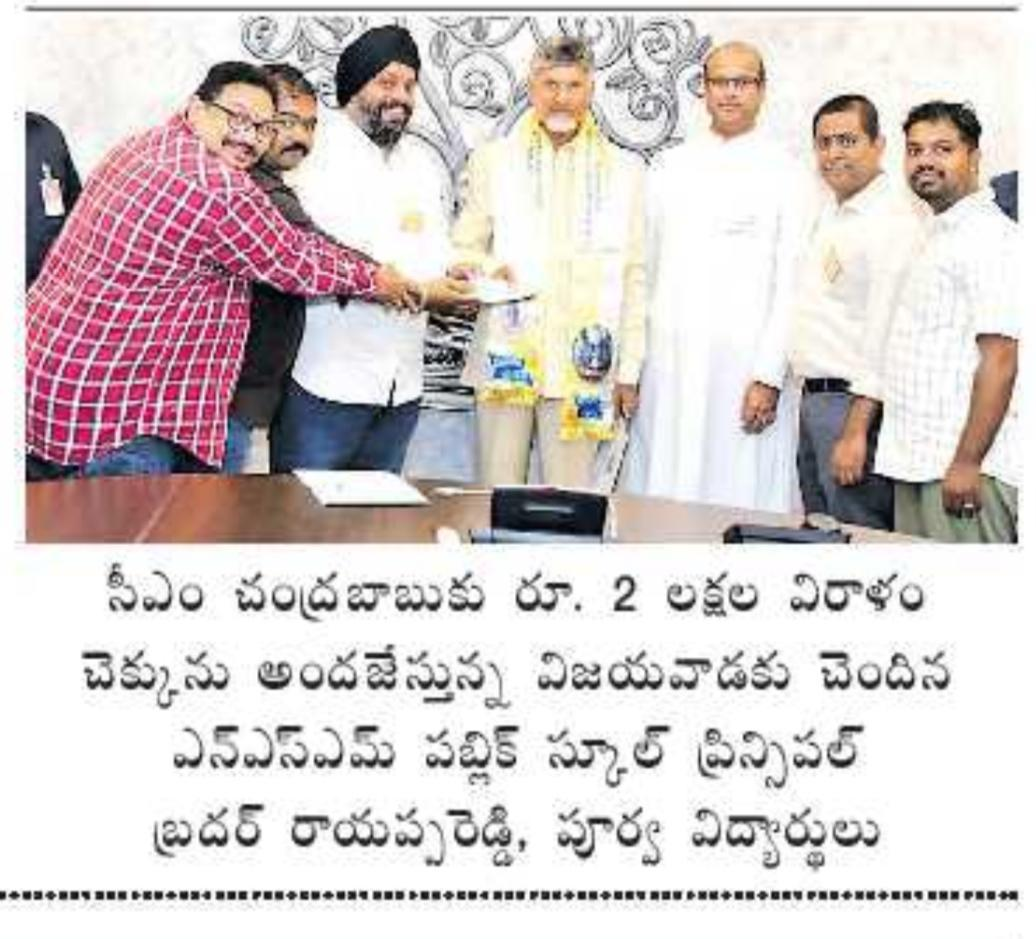 సీఎం చంద్రబాబుకు రూ. 2 లక్షల విరాళం
చెక్కును అందజేస్తున్న విజయవాడకు చెందిన
ఎన్ఎస్ఎమ్ పబ్లిక్ స్కూల్ ప్రిన్సిపల్
బ్రదర్ రాయప్పరెడ్డి, పూర్వ విద్యార్థులు